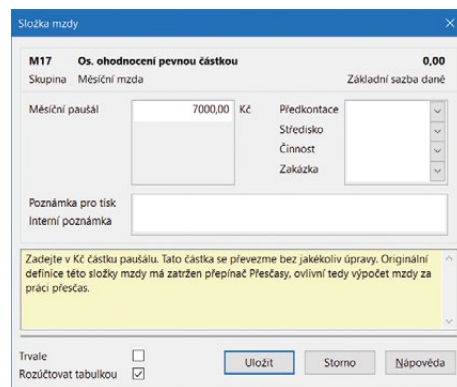 Složka mzdy
M17 Os. ohodnocení pevnou částkou 0,00
Skupina Měsíční mzda Základní sazba daně
Měsíční paušál 7000,00 Kč Předkontace
Středisko
Činnost
Zakázka
Poznámka pro tisk
Interní poznámka
Zadejte v Kč částku paušálu. Tato částka se převezme bez jakékoliv úpravy. Originální
definice této složky mzdy má zatržen přepínač Přesčasy, ovlivní tedy výpočet mzdy za
práci přesčas.
Trvale
Rozúčtovat tabulkou Uložit Storno Nápověda